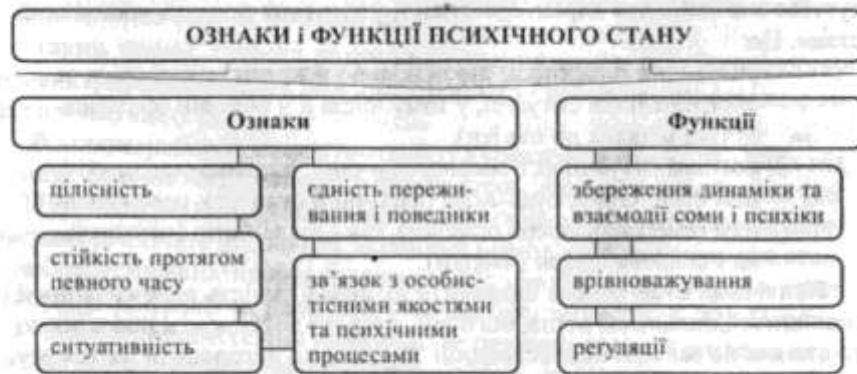 ОЗНАКИ і ФУНКЦІЇ ПСИХІЧНОГО СТАНУ
Ознаки
цілісність
стійкість протягом
певного часу
ситуативність
єдність пережи-
вання і поведінки
зв'язок з особис-
тісними якостями
та психічними
процесами
Функції
збереження динаміки та
взаємодії соми і психіки
врівноважування
регуляції